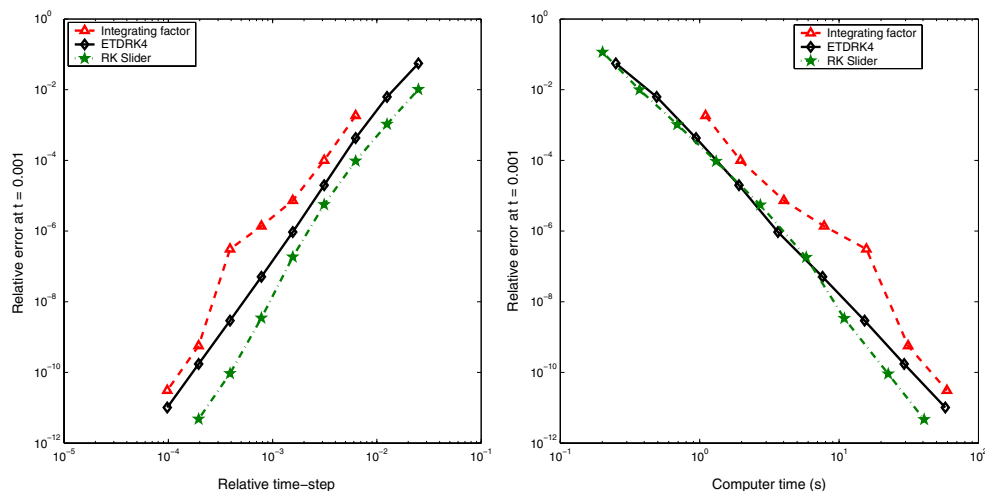 Integrating factor
ETDRK4
RK Slider
10^0
10^-2
10^-4
10^-6
10^-8
10^-10
10^-12
Relative error at t = 0.001
10^-5
10^-4
10^-3
10^-2
10^-1
Relative time-step
Integrating factor
ETDRK4
RK Slider
10^0
10^-2
10^-4
10^-6
10^-8
10^-10
10^-12
Relative error at t = 0.001
10^-1
10^0
10^1
10^2
Computer time (s)